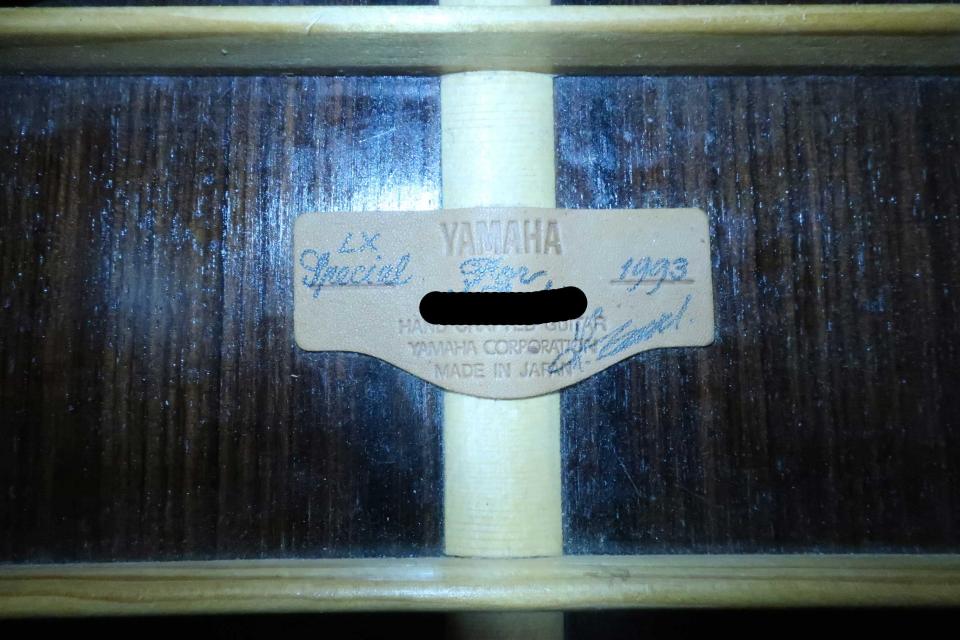 YAMAHA
LX
Special
For
1993
HAND CRAFTED GUITAR
YAMAHA CORPORATION
MADE IN JAPAN